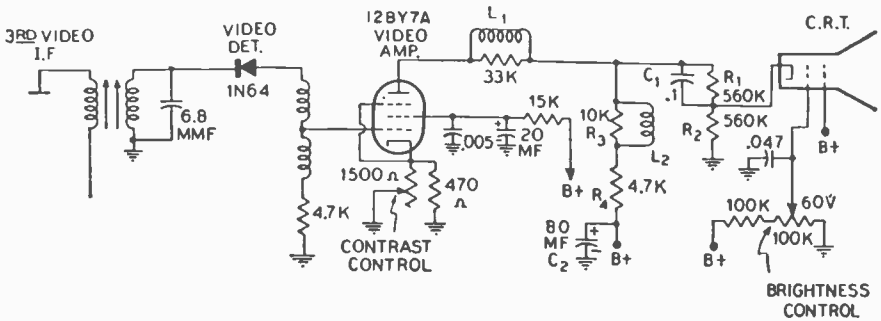 3RD VIDEO
I.F
6.8
MMF
VIDEO
DET.
1N64
4.7K
12BY7A
VIDEO
AMP.
1500 Ω
470
Ω
CONTRAST
CONTROL
L1
33K
.005
+
20
MF
15K
B+
10K
R3
L2
R4
4.7K
80
MF
C2
+
B+
C1
.1
R1
560K
560K
R2
C.R.T.
B+
.047
60V
100K
100K
B+
BRIGHTNESS
CONTROL